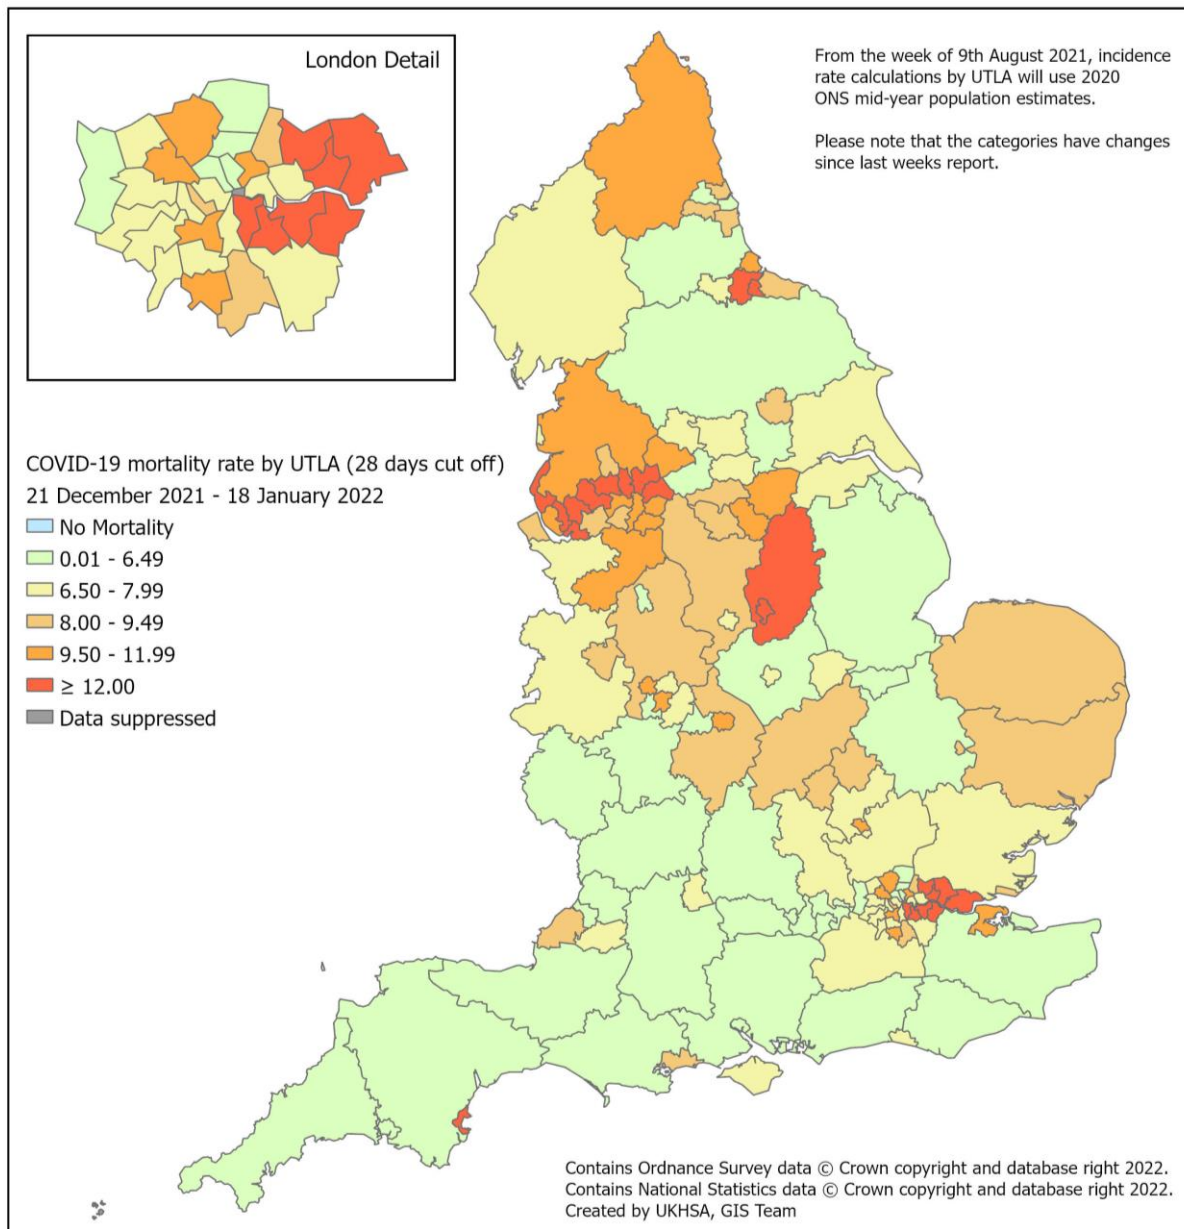 London Detail
From the week of 9th August 2021, incidence
rate calculations by UTLA will use 2020
ONS mid-year population estimates.
Please note that the categories have changes
since last weeks report.
COVID-19 mortality rate by UTLA (28 days cut off)
21 December 2021 - 18 January 2022
No Mortality
0.01 - 6.49
6.50 - 7.99
8.00 - 9.49
9.50 - 11.99
≥ 12.00
Data suppressed
Contains Ordnance Survey data © Crown copyright and database right 2022.
Contains National Statistics data © Crown copyright and database right 2022.
Created by UKHSA, GIS Team